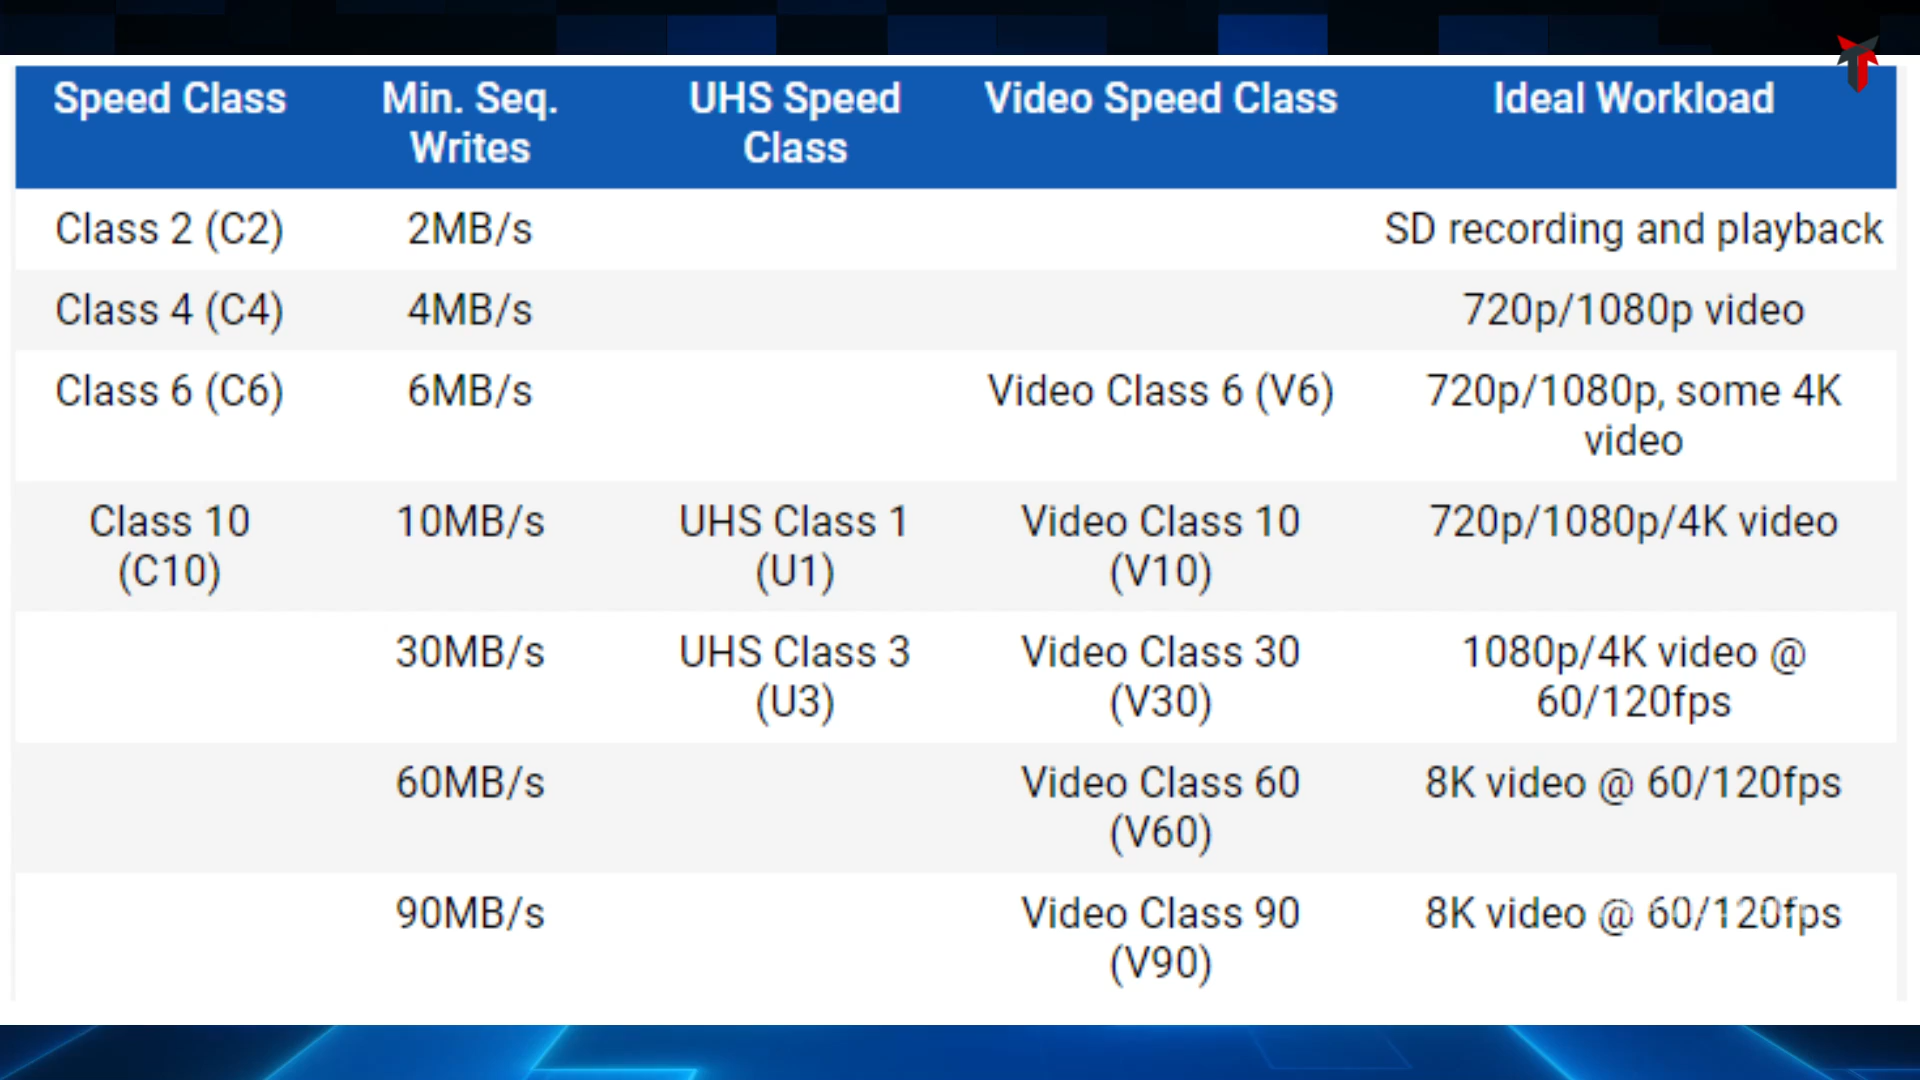 Speed Class Min. Seq. Writes UHS Speed Class Video Speed Class Ideal Workload
Class 2 (C2) 2MB/s SD recording and playback
Class 4 (C4) 4MB/s 720p/1080p video
Class 6 (C6) 6MB/s Video Class 6 (V6) 720p/1080p, some 4K video
Class 10 (C10) 10MB/s UHS Class 1 (U1) Video Class 10 (V10) 720p/1080p/4K video
30MB/s UHS Class 3 (U3) Video Class 30 (V30) 1080p/4K video @ 60/120fps
60MB/s Video Class 60 (V60) 8K video @ 60/120fps
90MB/s Video Class 90 (V90) 8K video @ 60/120fps